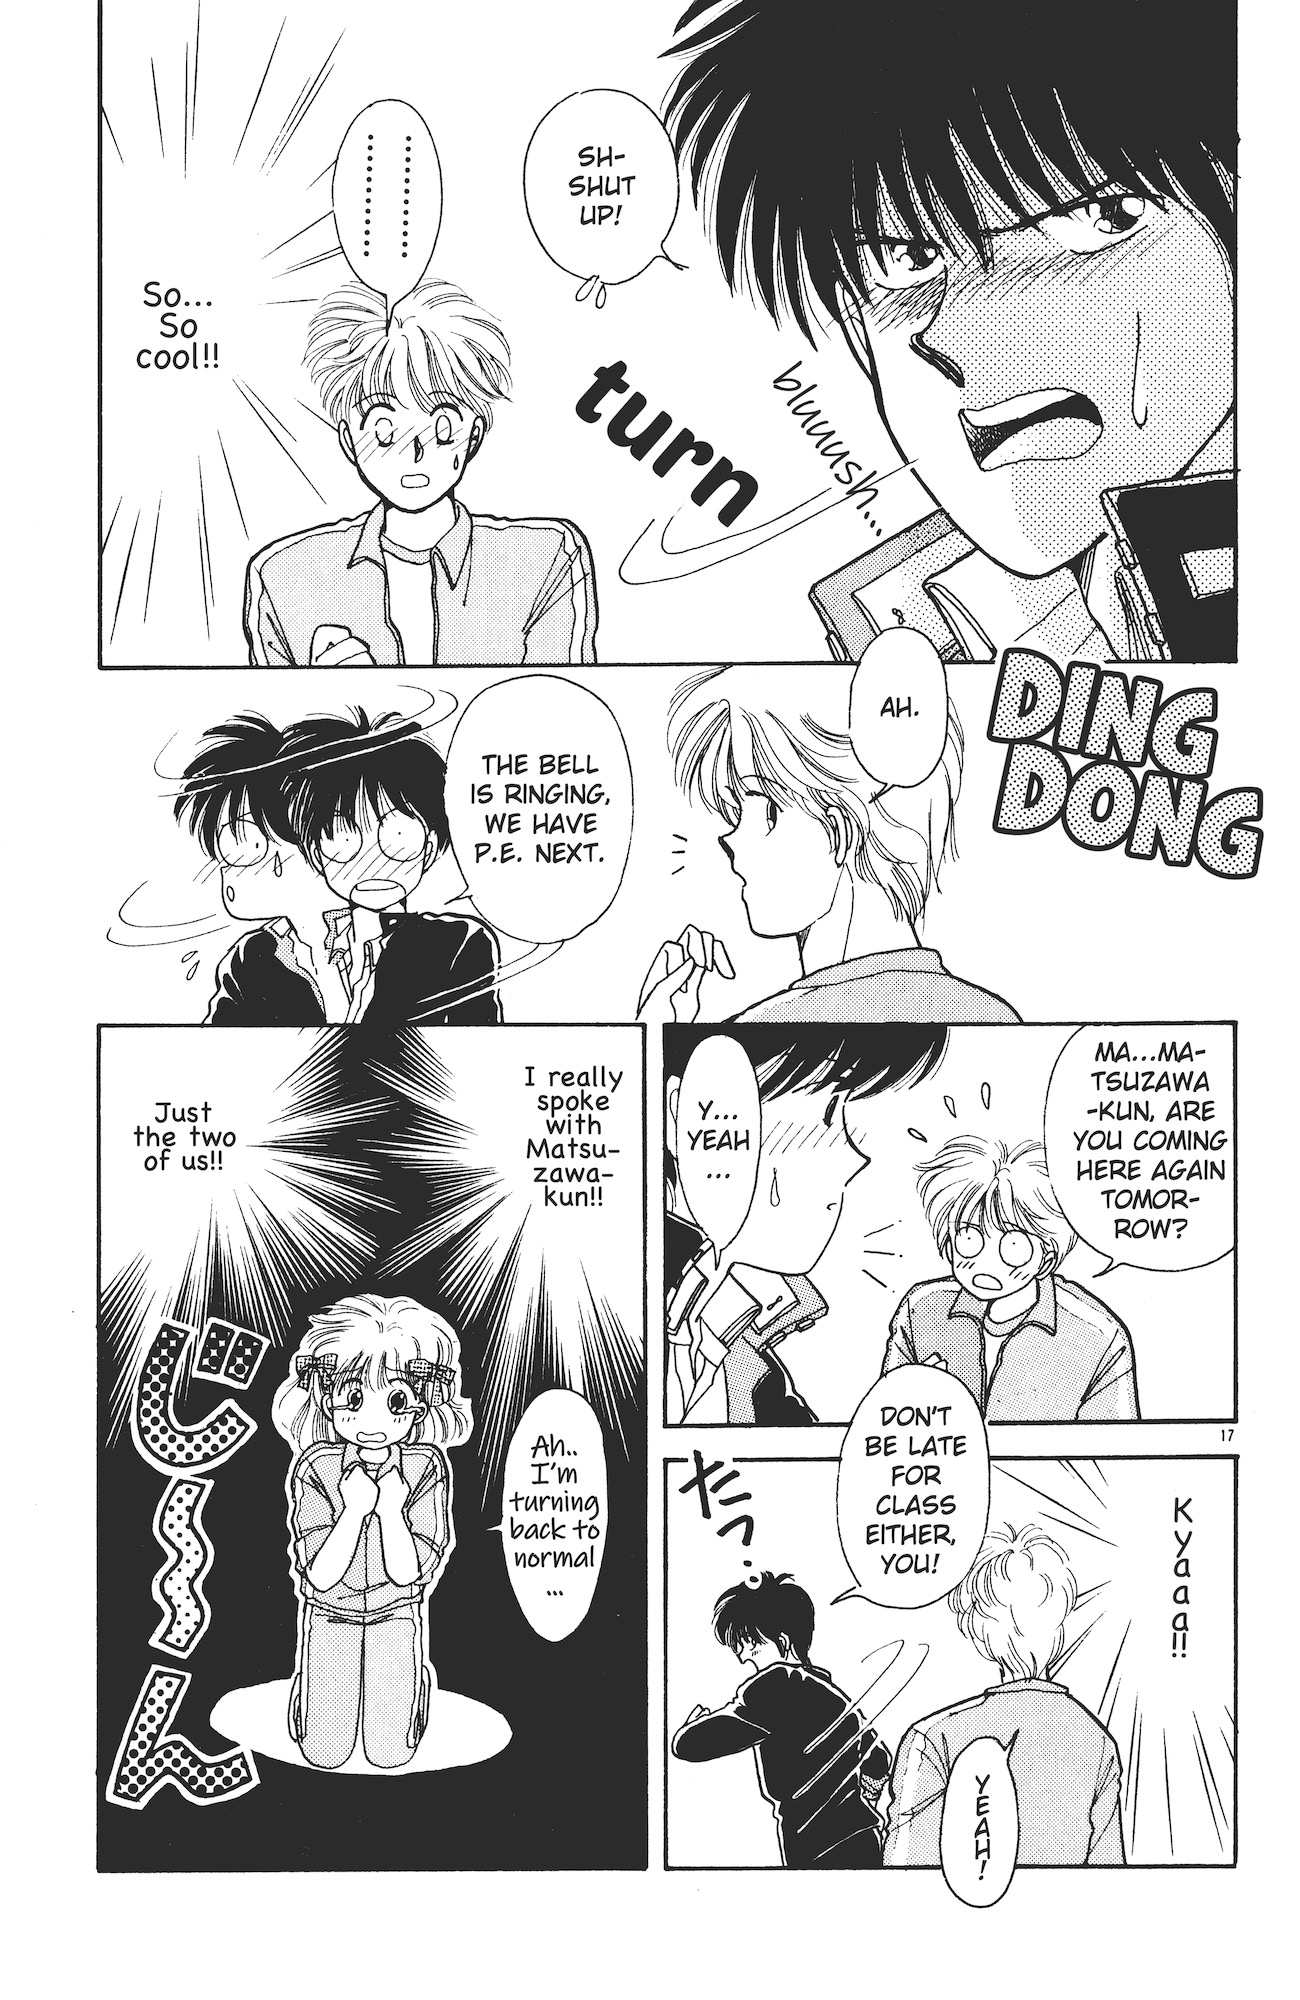 SH-
SHUT
UP!
bluuush....
turn
So...
So
cool!!
DING
DONG
AH.
THE BELL
IS RINGING,
WE HAVE
P.E. NEXT.
MA...MA-
TSUZAWA
-KUN, ARE
YOU COMING
HERE AGAIN
TOMOR-
ROW?
Y...
YEAH
...
17
Kyaaa!!
DON'T
BE LATE
FOR
CLASS
EITHER,
YOU!
たっ..
YEAH!
I really
spoke
with
Matsu-
zawa-
kun!!
Just
the two
of us!!
じーん
Ah..
I'm
turning
back to
normal
...